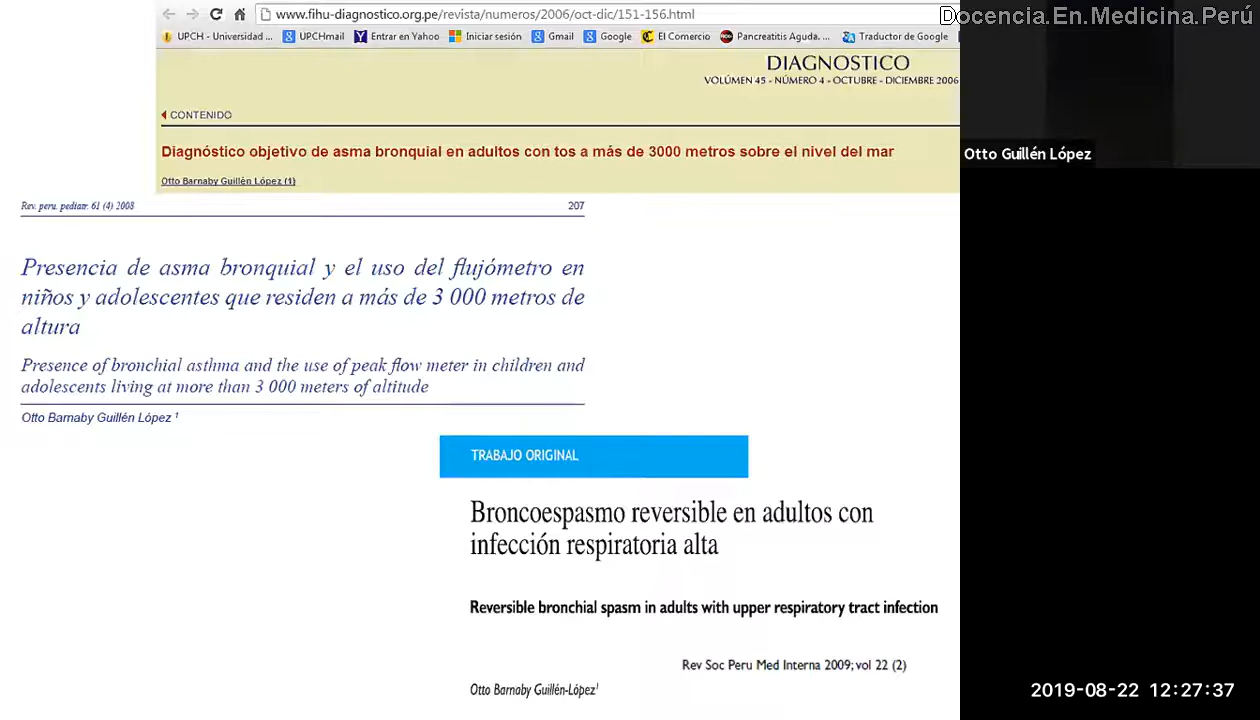 www.fihu-diagnostico.org.pe/revista/numeros/2006/oct-dic/151-156.html
UPCH - Universidad ... UPCHmail Entrar en Yahoo Iniciar sesión Gmail Google El Comercio Pancreatitis Aguda. ... Traductor de Google
Docencia.En.Medicina.Perú
DIAGNOSTICO
VOLÚMEN 45 - NÚMERO 4 - OCTUBRE - DICIEMBRE 2006
CONTENIDO
Diagnóstico objetivo de asma bronquial en adultos con tos a más de 3000 metros sobre el nivel del mar
Otto Barnaby Guillén López (1)
Otto Guillén López
Rev. peru. pediatr. 61 (4) 2008 207
Presencia de asma bronquial y el uso del flujómetro en
niños y adolescentes que residen a más de 3 000 metros de
altura
Presence of bronchial asthma and the use of peak flow meter in children and
adolescents living at more than 3 000 meters of altitude
Otto Barnaby Guillén López 1
TRABAJO ORIGINAL
Broncoespasmo reversible en adultos con
infección respiratoria alta
Reversible bronchial spasm in adults with upper respiratory tract infection
Rev Soc Peru Med Interna 2009; vol 22 (2)
Otto Barnaby Guillén-López1
2019-08-22 12:27:37